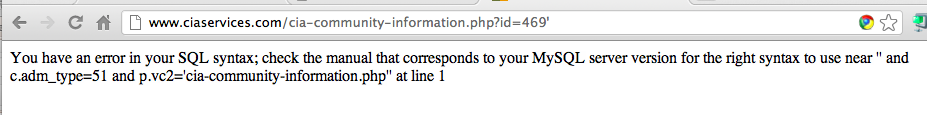 www.ciaservices.com/cia-community-information.php?id=469'
You have an error in your SQL syntax; check the manual that corresponds to your MySQL server version for the right syntax to use near '' and
c.adm_type=51 and p.vc2='cia-community-information.php'' at line 1